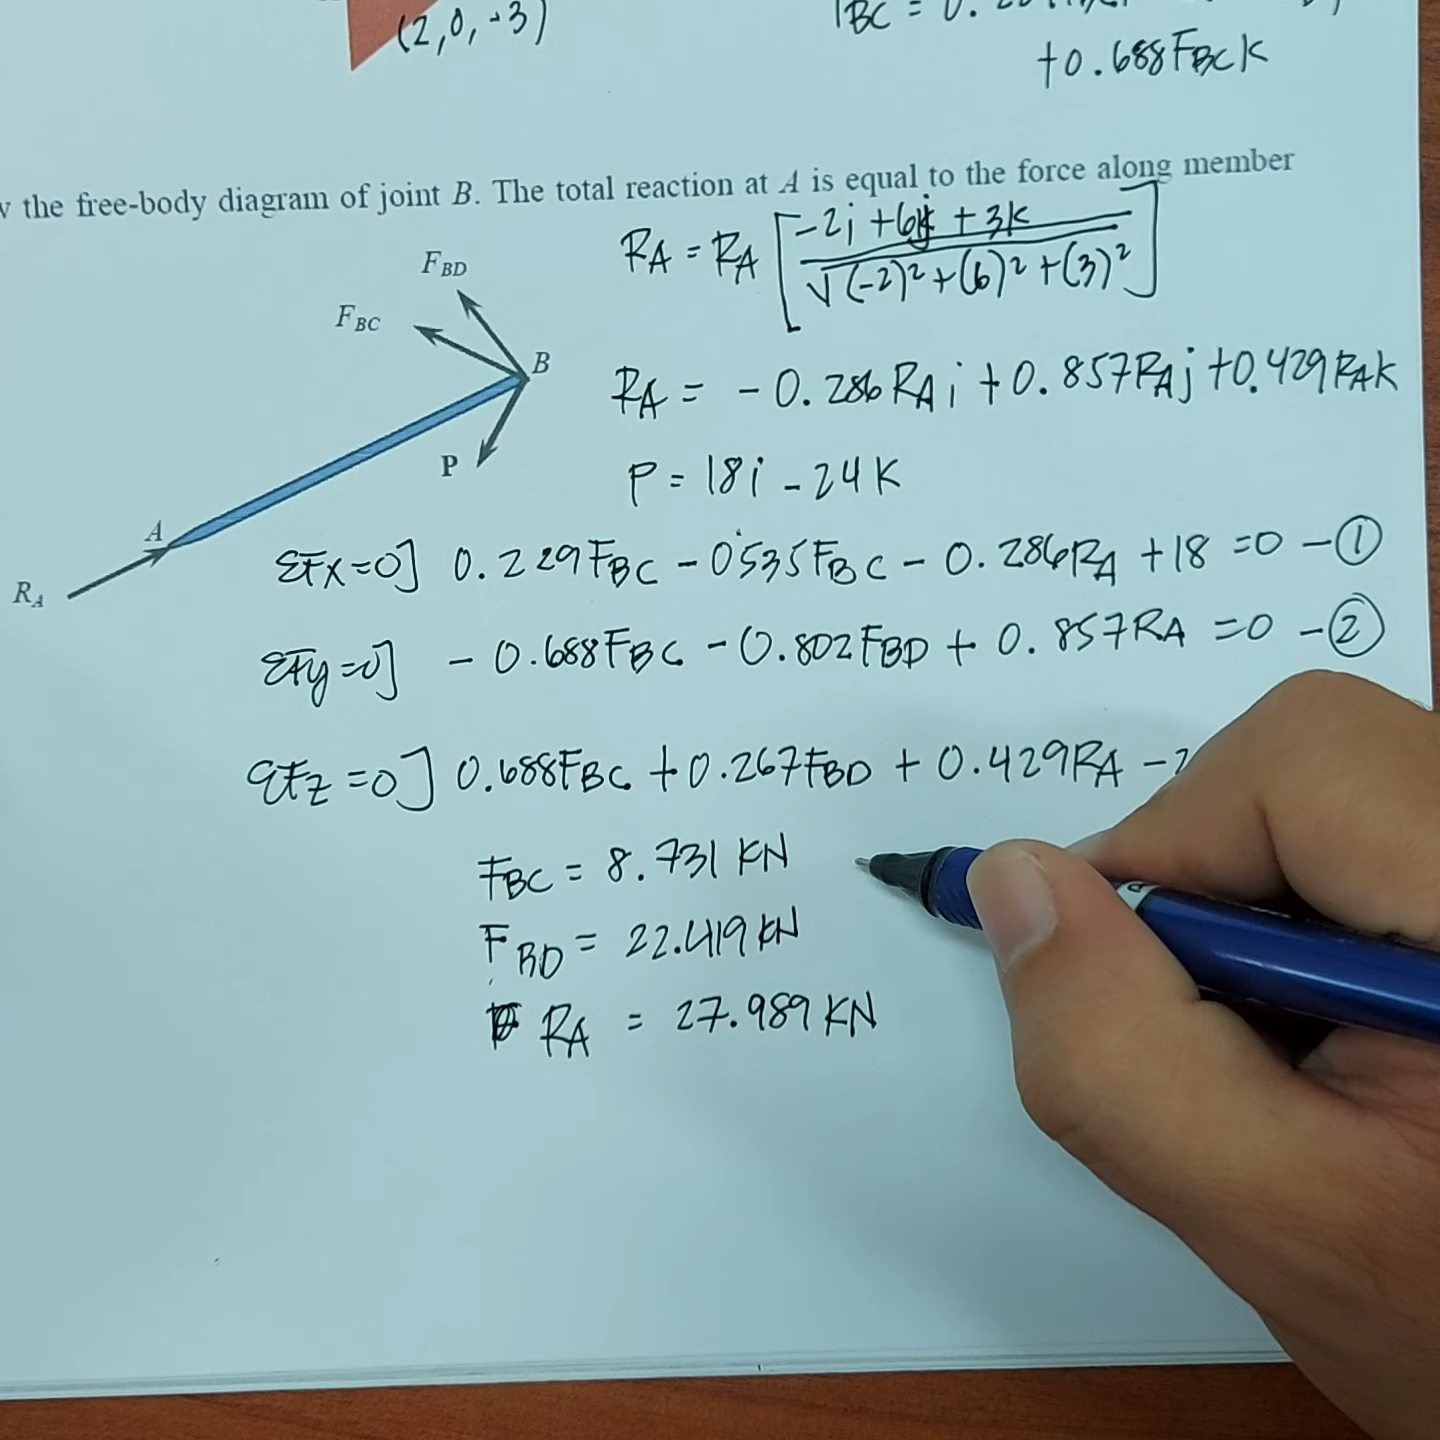 (2,0,-3)
+0.688FBCk
the free-body diagram of joint B. The total reaction at A is equal to the force along member
RA = RA [-2i + 6j + 3k / √(-2)² + (6)² + (3)²]
FBD
FBC
B
RA = -0.286RAi + 0.857RAj + 0.429RAk
P
P = 18i - 24K
A
ΣFx=0] 0.229FBC - 0.535FBC - 0.286RA + 18 = 0 - ①
RA
ΣFy=0] - 0.688FBC - 0.802FBD + 0.857RA = 0 - ②
ΣFz=0] 0.688FBC + 0.267FBD + 0.429RA - 2
FBC = 8.731 KN
FBD = 22.419 KN
RA = 27.989 KN